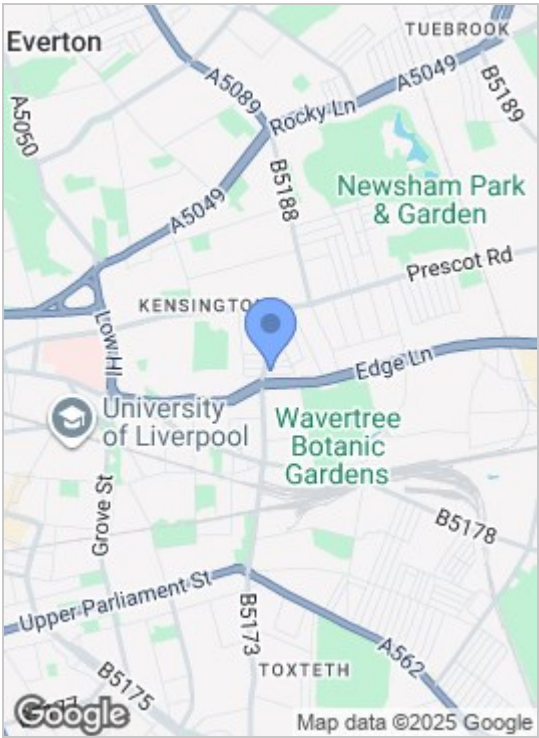 Everton
TUEBROOK
A5089
A5049
B5189
A5050
Rocky Ln
B5188
A5049
Newsham Park
& Garden
Prescot Rd
Low Hl
Edge Ln
University
of Liverpool
Wavertree
Botanic
Gardens
Grove St
B5178
Upper Parliament St
B5173
A562
TOXTETH
B5175
Google
Map data ©2025 Google